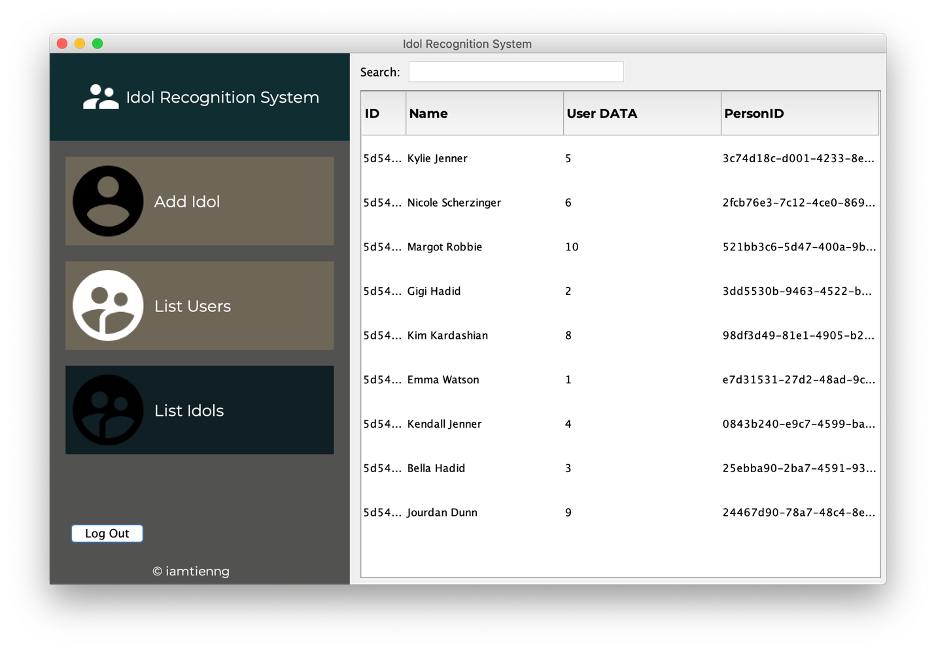 Idol Recognition System
Idol Recognition System
Add Idol
List Users
List Idols
Log Out
© iamtienng
Search:
ID Name User DATA PersonID
5d54... Kylie Jenner 5 3c74d18c-d001-4233-8e...
5d54... Nicole Scherzinger 6 2fcb76e3-7c12-4ce0-869...
5d54... Margot Robbie 10 521bb3c6-5d47-400a-9b...
5d54... Gigi Hadid 2 3dd5530b-9463-4522-b...
5d54... Kim Kardashian 8 98df3d49-81e1-4905-b2...
5d54... Emma Watson 1 e7d31531-27d2-48ad-9c...
5d54... Kendall Jenner 4 0843b240-e9c7-4599-ba...
5d54... Bella Hadid 3 25ebba90-2ba7-4591-93...
5d54... Jourdan Dunn 9 24467d90-78a7-48c4-8e...